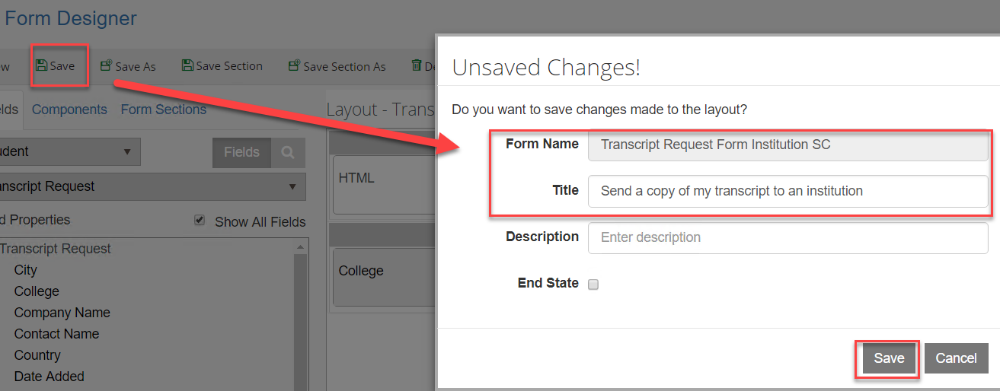 Form Designer
w Save Save As Save Section Save Section As De
lds Components Form Sections
Layout - Trans
udent Fields
anscript Request
d Properties Show All Fields
Transcript Request
City
College
Company Name
Contact Name
Country
Date Added
HTML
College
Unsaved Changes!
Do you want to save changes made to the layout?
Form Name Transcript Request Form Institution SC
Title Send a copy of my transcript to an institution
Description Enter description
End State
Save Cancel